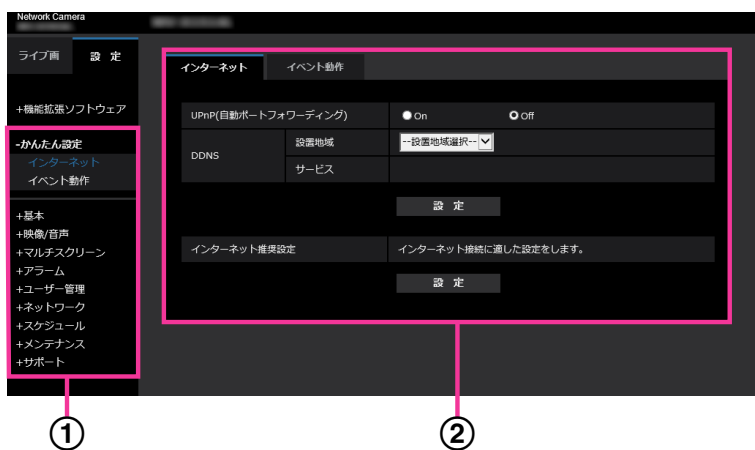 Network Camera
ライブ画 設 定
インターネット イベント動作
+機能拡張ソフトウェア
-かんたん設定
インターネット
イベント動作
+基本
+映像/音声
+マルチスクリーン
+アラーム
+ユーザー管理
+ネットワーク
+スケジュール
+メンテナンス
+サポート
UPnP(自動ポートフォワーディング) On Off
DDNS 設置地域 --設置地域選択--
サービス
設 定
インターネット推奨設定 インターネット接続に適した設定をします。
設 定
① ②